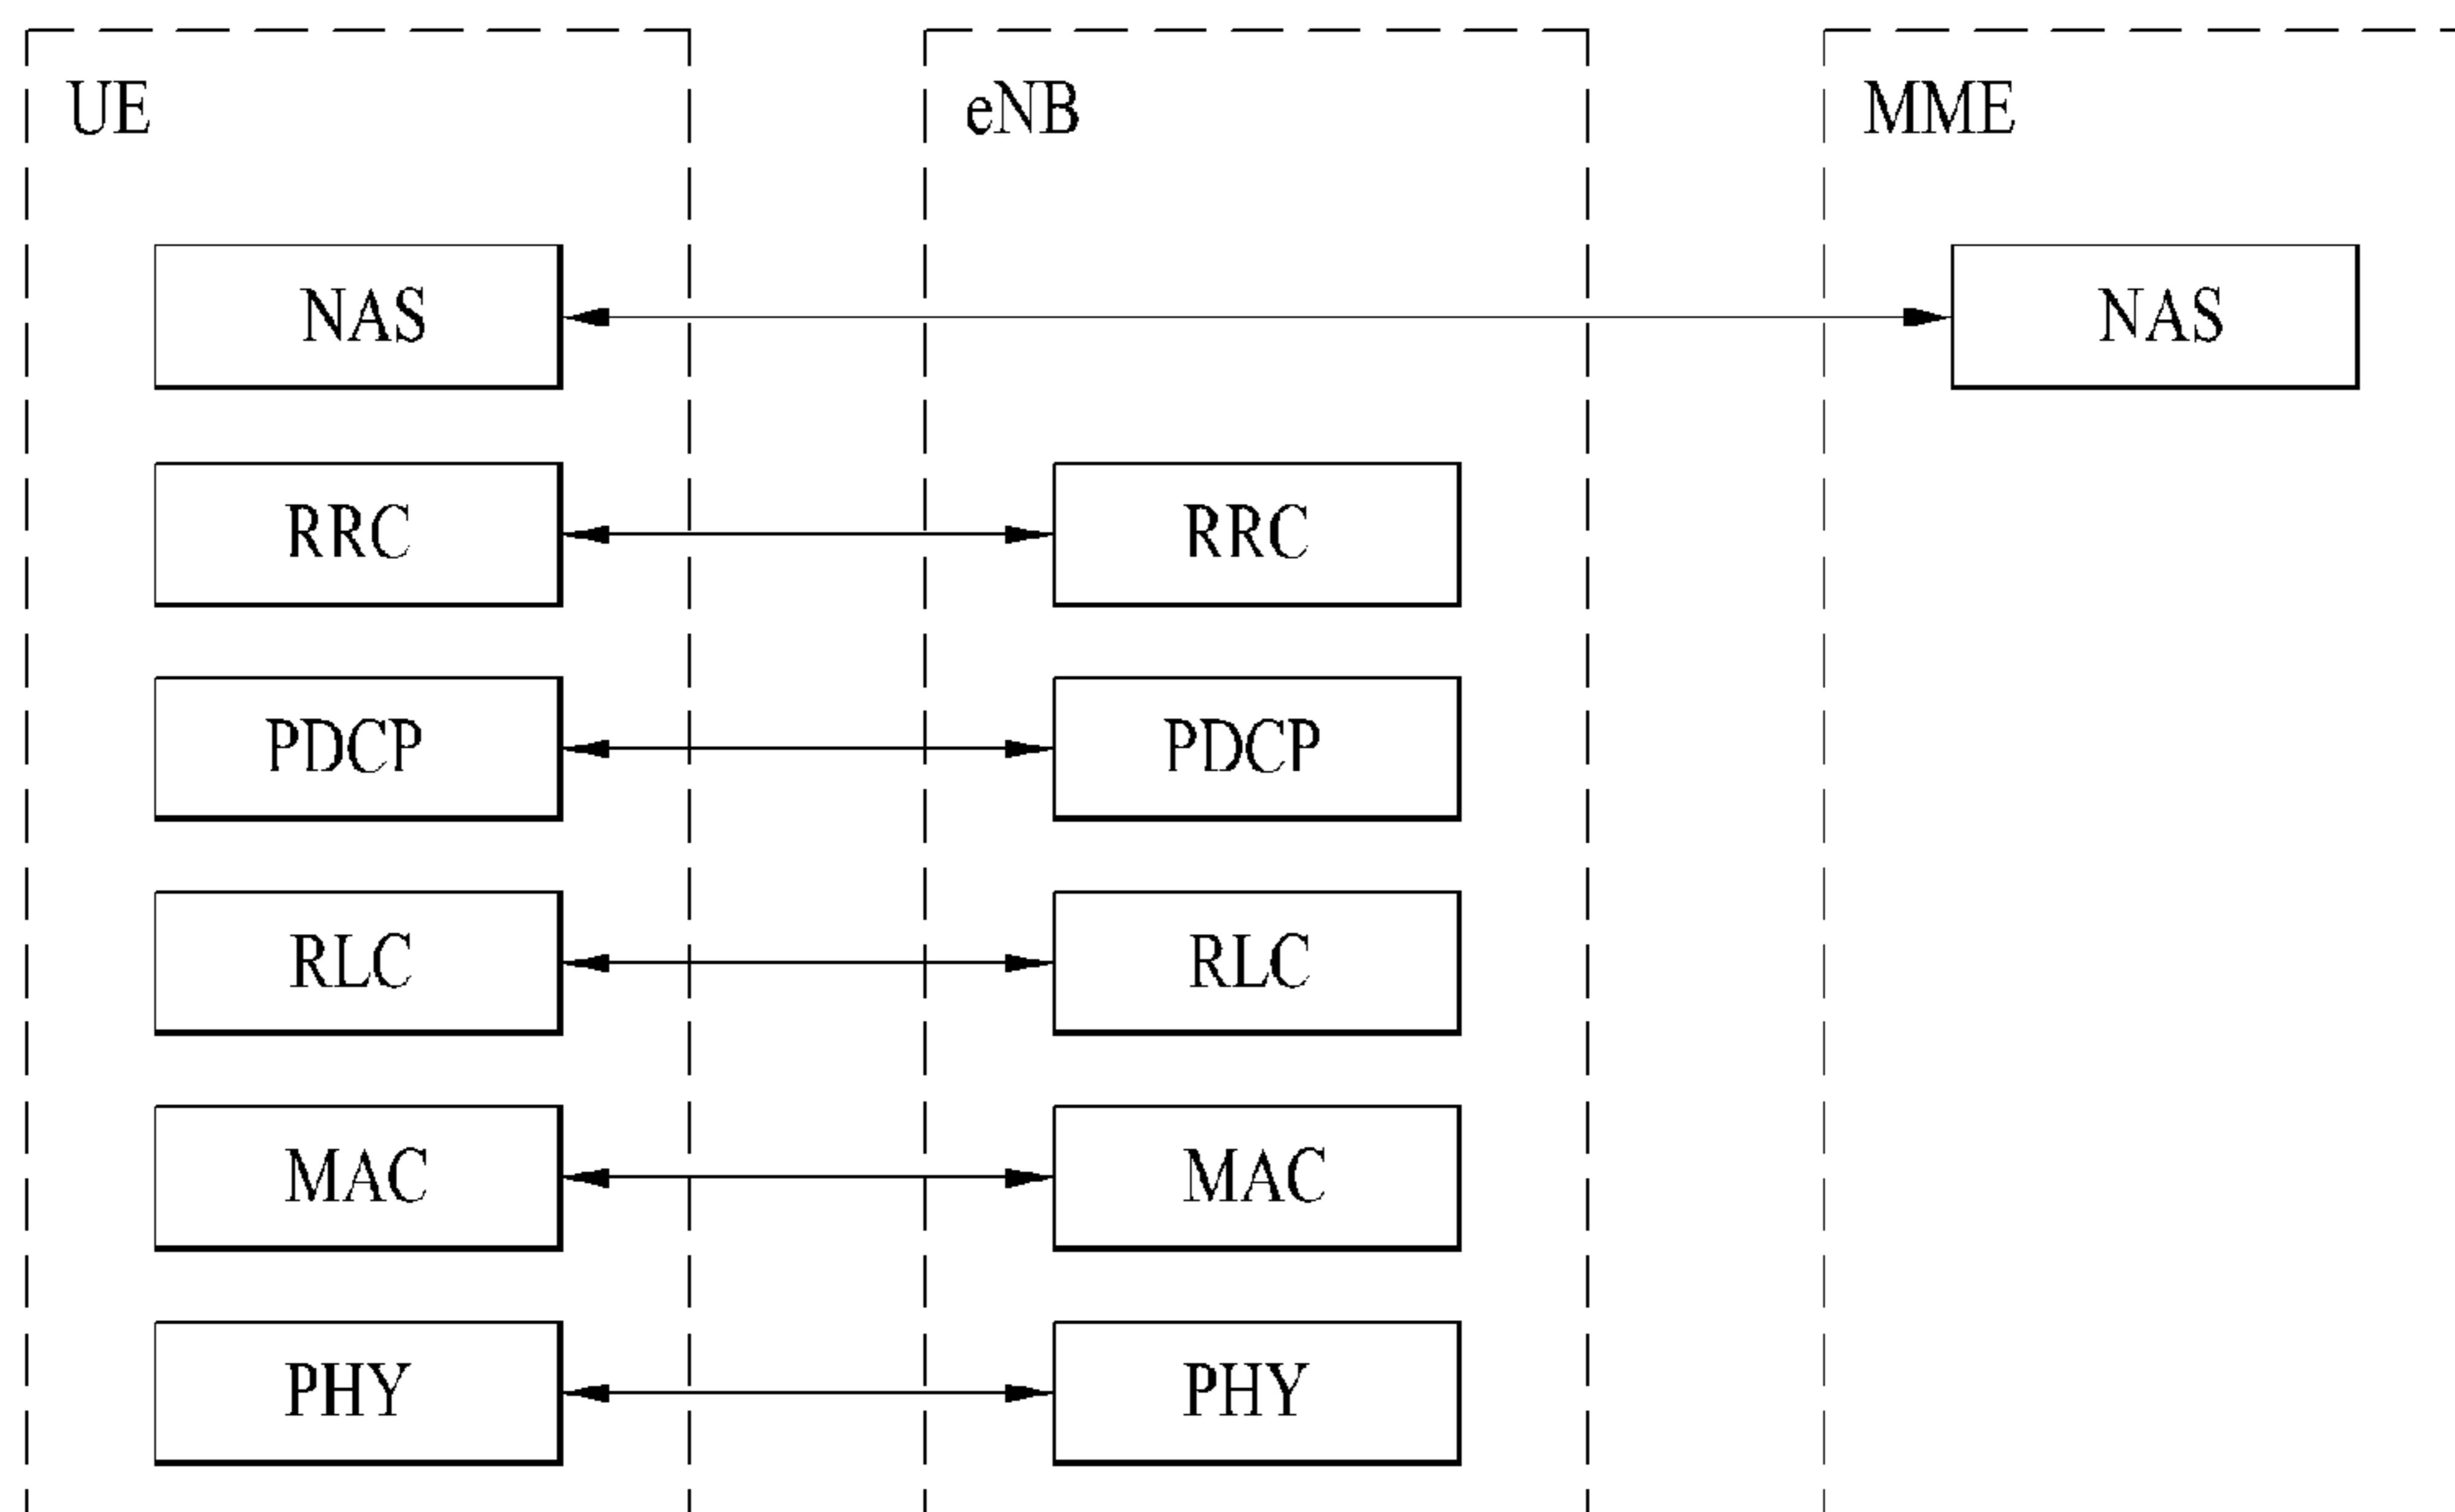 UE eNB MME
NAS NAS
RRC RRC
PDCP PDCP
RLC RLC
MAC MAC
PHY PHY